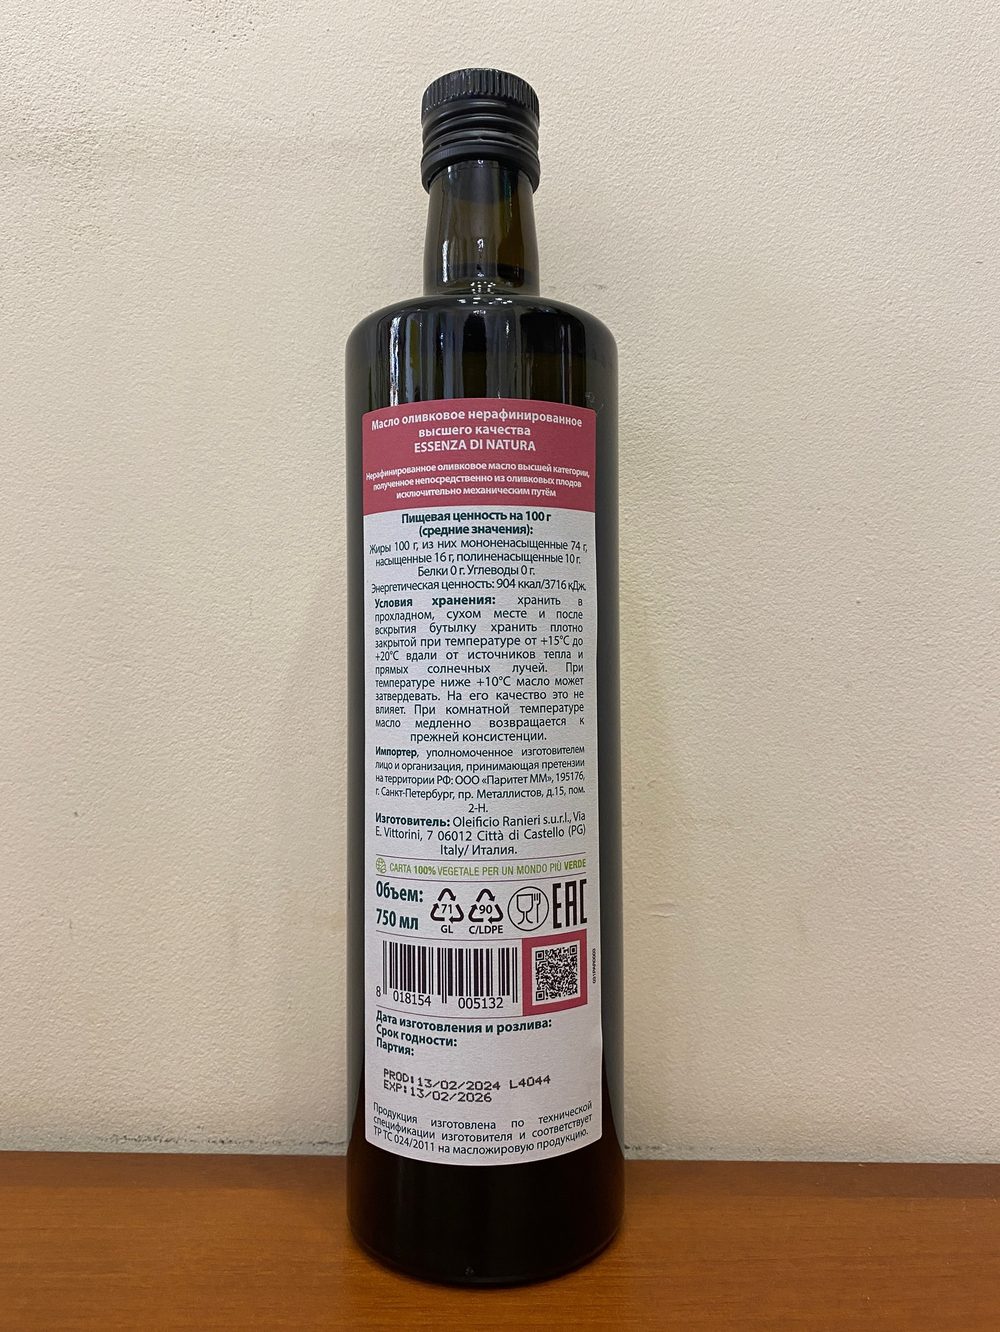 Масло оливковое нерафинированное
высшего качества
ESSENZA DI NATURA
Нерафинированное оливковое масло высшей категории,
полученное непосредственно из оливковых плодов
исключительно механическим путём
Пищевая ценность на 100 г
(средние значения):
Жиры 100 г, из них мононенасыщенные 74 г,
насыщенные 16 г, полиненасыщенные 10 г.
Белки 0 г. Углеводы 0 г.
Энергетическая ценность: 904 ккал/3716 кДж.
Условия хранения: хранить в
прохладном, сухом месте и после
вскрытия бутылку хранить плотно
закрытой при температуре от +15°С до
+20°С вдали от источников тепла и
прямых солнечных лучей. При
температуре ниже +10°С масло может
затвердевать. На его качество это не
влияет. При комнатной температуре
масло медленно возвращается к
прежней консистенции.
Импортер, уполномоченное изготовителем
лицо и организация, принимающая претензии
на территории РФ: ООО «Паритет ММ», 195176,
г. Санкт-Петербург, пр. Металлистов, д.15, пом.
2-Н.
Изготовитель: Oleificio Ranieri s.u.r.l., Via
E. Vittorini, 7 06012 Città di Castello (PG)
Italy/ Италия.
CARTA 100% VEGETALE PER UN MONDO PIÙ VERDE
Объем:
750 мл
71
GL
90
C/LDPE
EAC
8 018154 005132
Дата изготовления и розлива:
Срок годности:
Партия:
PROD:13/02/2024 L4044
EXP:13/02/2026
Продукция изготовлена по технической
спецификации изготовителя и соответствует
ТР ТС 024/2011 на масложировую продукцию.